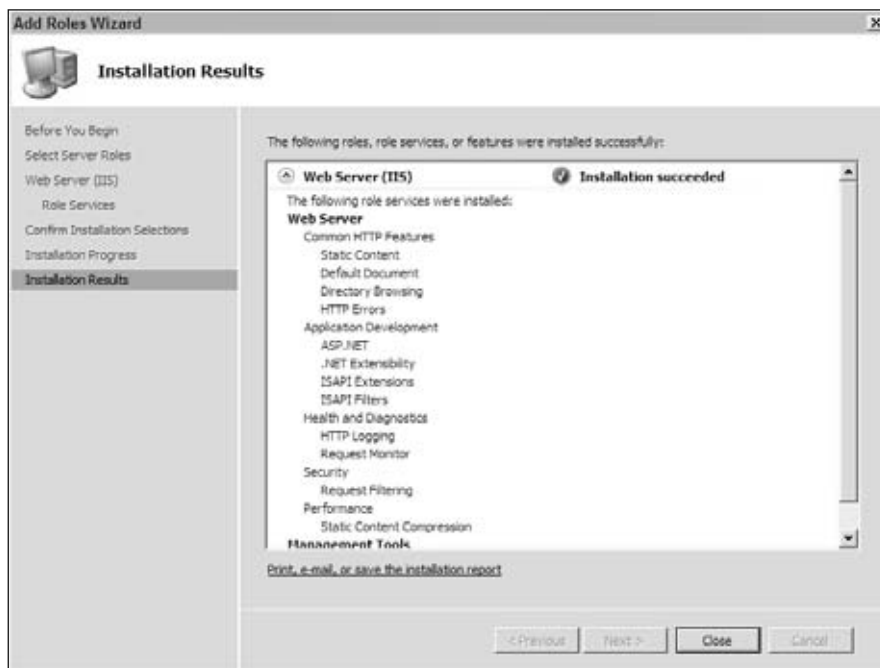 Add Roles Wizard
Installation Results
Before You Begin
Select Server Roles
Web Server (IIS)
Role Services
Confirm Installation Selections
Installation Progress
Installation Results
The following roles, role services, or features were installed successfully:
Web Server (IIS) Installation succeeded
The following role services were installed:
Web Server
Common HTTP Features
Static Content
Default Document
Directory Browsing
HTTP Errors
Application Development
ASP.NET
.NET Extensibility
ISAPI Extensions
ISAPI Filters
Health and Diagnostics
HTTP Logging
Request Monitor
Security
Request Filtering
Performance
Static Content Compression
Management Tools
Print, e-mail, or save the installation report
< Previous Next > Close Cancel